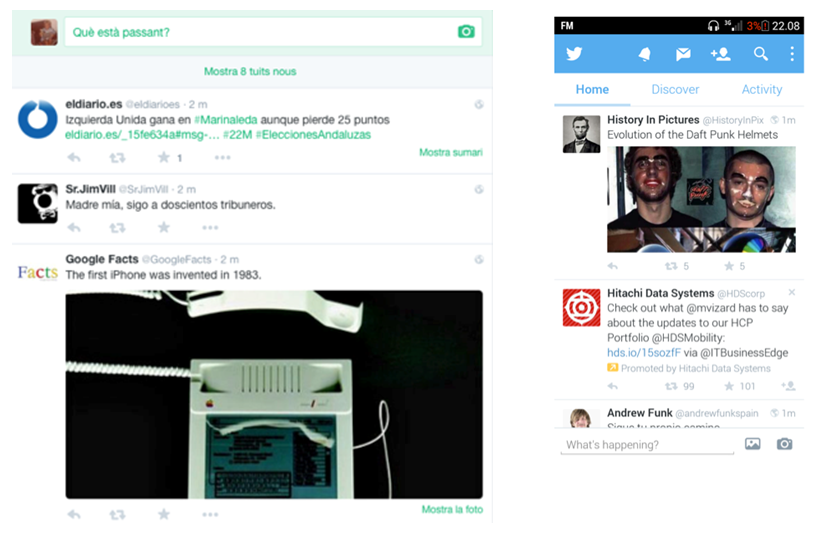 Què està passant?
Mostra 8 tuits nous
eldiario.es @eldiarioes · 2 m
Izquierda Unida gana en #Marinaleda aunque pierde 25 puntos
eldiario.es/_15fe634a#msg-... #22M #EleccionesAndaluzas
1
Mostra sumari
Sr.JimVill @SrJimVill · 2 m
Madre mía, sigo a doscientos tribuneros.
Facts
Google Facts @GoogleFacts · 2 m
The first iPhone was invented in 1983.
Mostra la foto
FM 3G 3% 22.08
Home Discover Activity
History In Pictures @HistoryInPix 1m
Evolution of the Daft Punk Helmets
5 5
Hitachi Data Systems @HDScorp
Check out what @mvizard has to say
about the updates to our HCP
Portfolio @HDSMobility:
hds.io/15sozfF via @ITBusinessEdge
Promoted by Hitachi Data Systems
99 101
Andrew Funk @andrewfunkspain 1m
Sigue tu propio camino
What's happening?